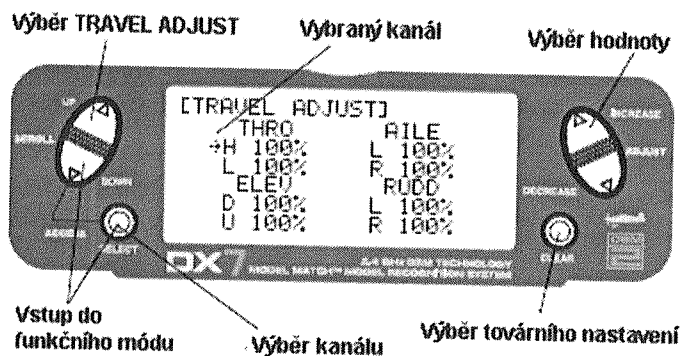 Výběr TRAVEL ADJUST
Vybraný kanál
Výběr hodnoty
UP
SCROLL
DOWN
ACCESS
SELECT
[TRAVEL ADJUST]
THRO AILE
→H 100% L 100%
L 100% R 100%
ELEV RUDD
D 100% L 100%
U 100% R 100%
INCREASE
ADJUST
DECREASE
CLEAR
DX7
2.4 GHz DSM TECHNOLOGY
MODEL MATCH™ MODEL RECOGNITION SYSTEM
Vstup do
funkčního módu
Výběr kanálu
Výběr továrního nastavení